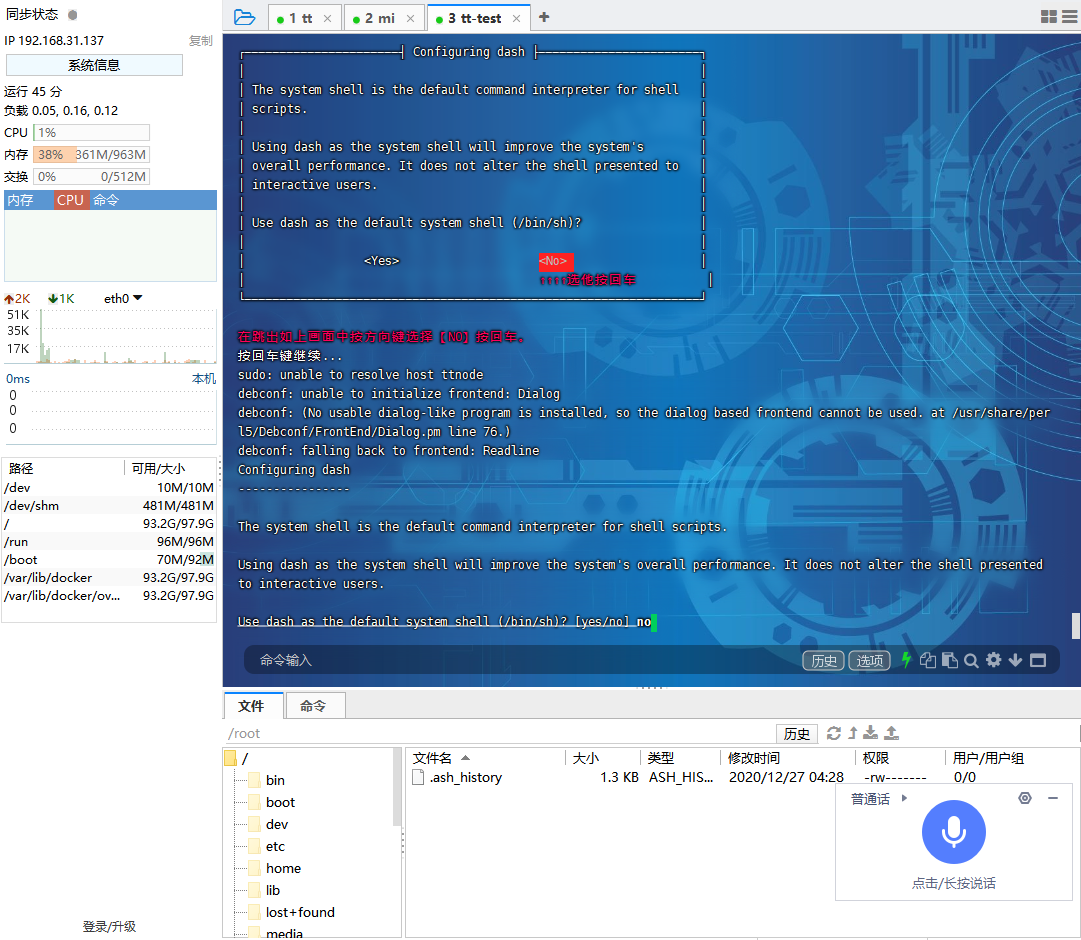 同步状态
IP 192.168.31.137
复制
系统信息
运行 45 分
负载 0.05, 0.16, 0.12
CPU 1%
内存 38% 361M/963M
交换 0% 0/512M
内存 CPU 命令
2K 1K eth0
51K
35K
17K
0ms 本机
0
0
0
路径 可用/大小
/dev 10M/10M
/dev/shm 481M/481M
/ 93.2G/97.9G
/run 96M/96M
/boot 70M/92M
/var/lib/docker 93.2G/97.9G
/var/lib/docker/ov... 93.2G/97.9G
登录/升级
1 tt
2 mi
3 tt-test
Configuring dash
The system shell is the default command interpreter for shell
scripts.
Using dash as the system shell will improve the system's
overall performance. It does not alter the shell presented to
interactive users.
Use dash as the default system shell (/bin/sh)?
<Yes> <No>
↑↑↑↑选他按回车
在跳出如上画面中按方向键选择【NO】按回车。
按回车键继续...
sudo: unable to resolve host ttnode
debconf: unable to initialize frontend: Dialog
debconf: (No usable dialog-like program is installed, so the dialog based frontend cannot be used. at /usr/share/per
l5/Debconf/FrontEnd/Dialog.pm line 76.)
debconf: falling back to frontend: Readline
Configuring dash
----------------
The system shell is the default command interpreter for shell scripts.
Using dash as the system shell will improve the system's overall performance. It does not alter the shell presented
to interactive users.
Use dash as the default system shell (/bin/sh)? [yes/no] no
命令输入
历史 选项
文件 命令
/root
历史
/
bin
boot
dev
etc
home
lib
lost+found
media
文件名 大小 类型 修改时间 权限 用户/用户组
.ash_history 1.3 KB ASH_HIS... 2020/12/27 04:28 -rw------- 0/0
普通话
点击/长按说话